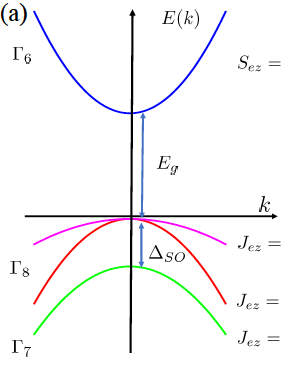 (a)
E(k)
Γ6
S_ez =
E_g
k
J_ez =
Δ_SO
Γ8
J_ez =
J_ez =
Γ7